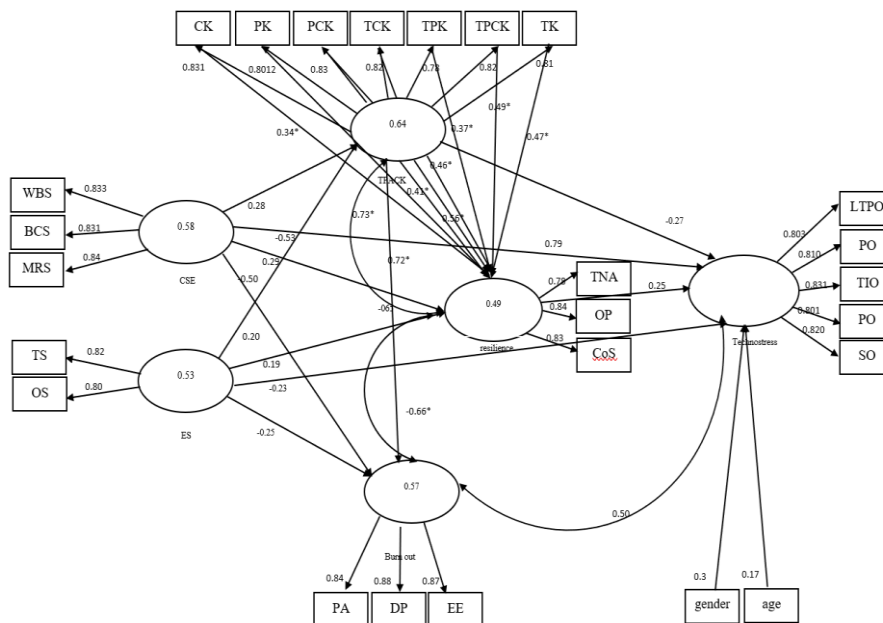 CK PK PCK TCK TPK TPCK TK
0.831 0.8012 0.83 0.82 0.78 0.82 0.81
0.64
0.34* 0.37* 0.49* 0.47*
TPACK
0.46*
0.41*
WBS 0.833
LTPO
0.28
0.73* 0.56*
BCS 0.831 0.58
-0.27
0.803
PO
-0.53 0.79
0.810
MRS 0.84
CSE
0.29 0.72*
TNA
0.78
TIO
0.831
-0.50
0.25
0.49
OP
0.84
PO
0.801
-06
TS 0.82
0.20
resilience
0.83
CoS
Technostress
0.820
SO
0.19
OS 0.80
0.53
-0.23
ES
-0.25
-0.66*
0.57
0.50
Burn out
0.84 0.88 0.87
0.3 0.17
PA DP EE
gender age